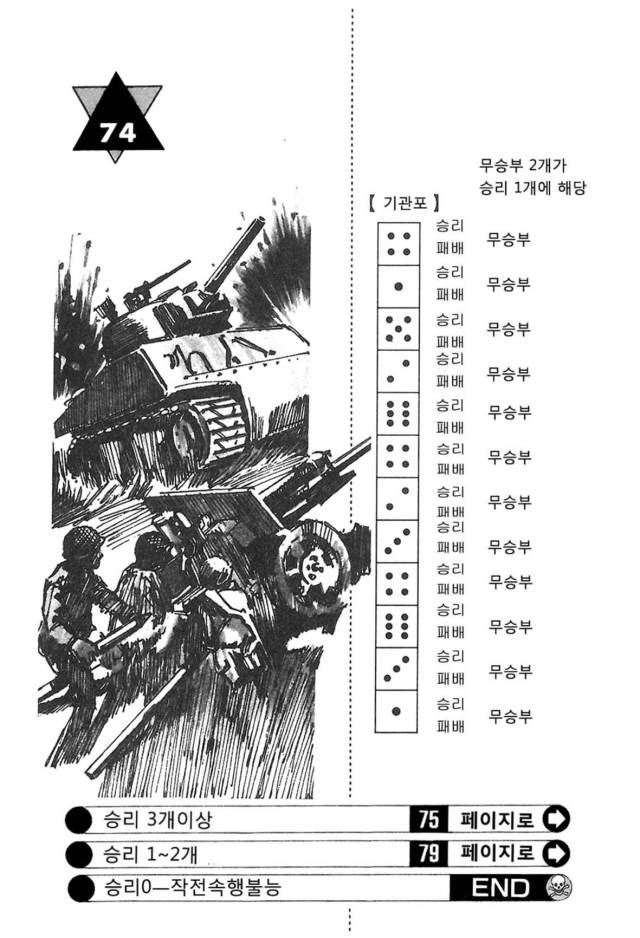 74
무승부 2개가
승리 1개에 해당
【 기관포 】
승리
패배 무승부
승리
패배 무승부
승리
패배 무승부
승리
패배 무승부
승리
패배 무승부
승리
패배 무승부
승리
패배 무승부
승리
패배 무승부
승리
패배 무승부
승리
패배 무승부
승리
패배 무승부
승리
패배 무승부
승리 3개이상 75 페이지로
승리 1~2개 79 페이지로
승리0—작전속행불능 END